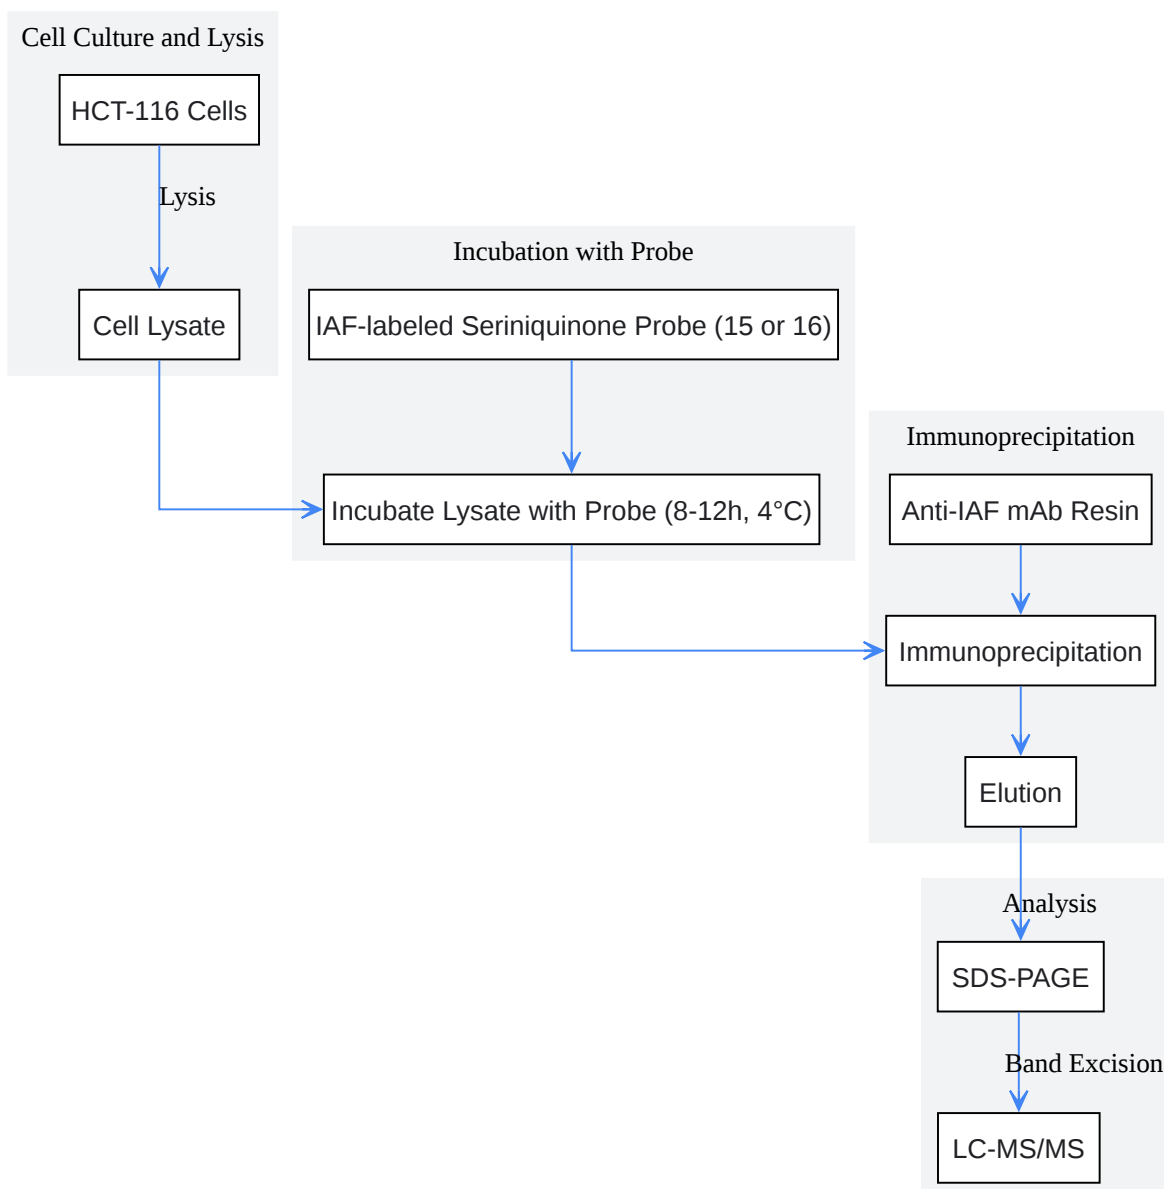 Cell Culture and Lysis
HCT-116 Cells
Lysis
Cell Lysate
Incubation with Probe
IAF-labeled Seriniquinone Probe (15 or 16)
Incubate Lysate with Probe (8-12h, 4°C)
Immunoprecipitation
Anti-IAF mAb Resin
Immunoprecipitation
Elution
Analysis
SDS-PAGE
Band Excision
LC-MS/MS